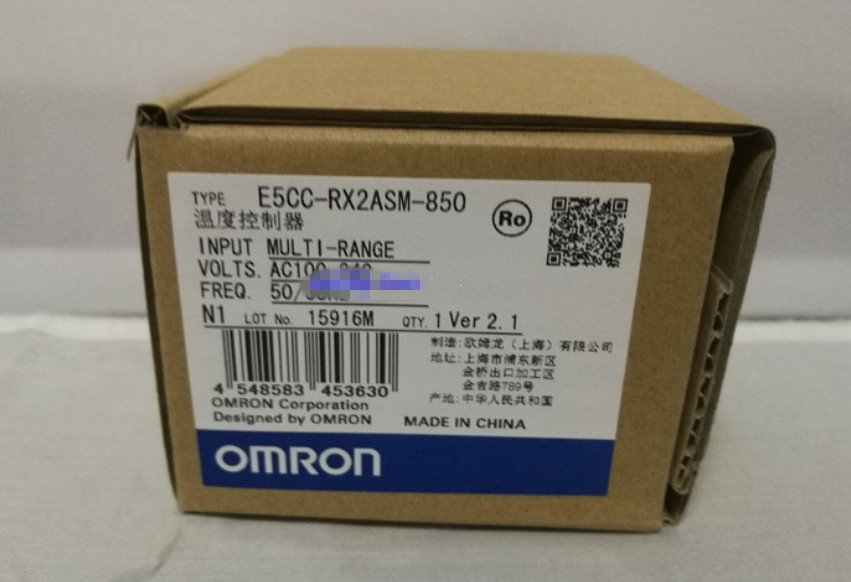 TYPE E5CC-RX2ASM-850
温度控制器
Ro
INPUT MULTI-RANGE
VOLTS. AC100-240
FREQ. 50/
N1 LOT No. 15916M QTY. 1 Ver 2.1
制造:欧姆龙（上海）有限公司
地址:上海市浦东新区
金桥出口加工区
金吉路789号
产地:中华人民共和国
4 548583 453630
OMRON Corporation
Designed by OMRON MADE IN CHINA
OMRON